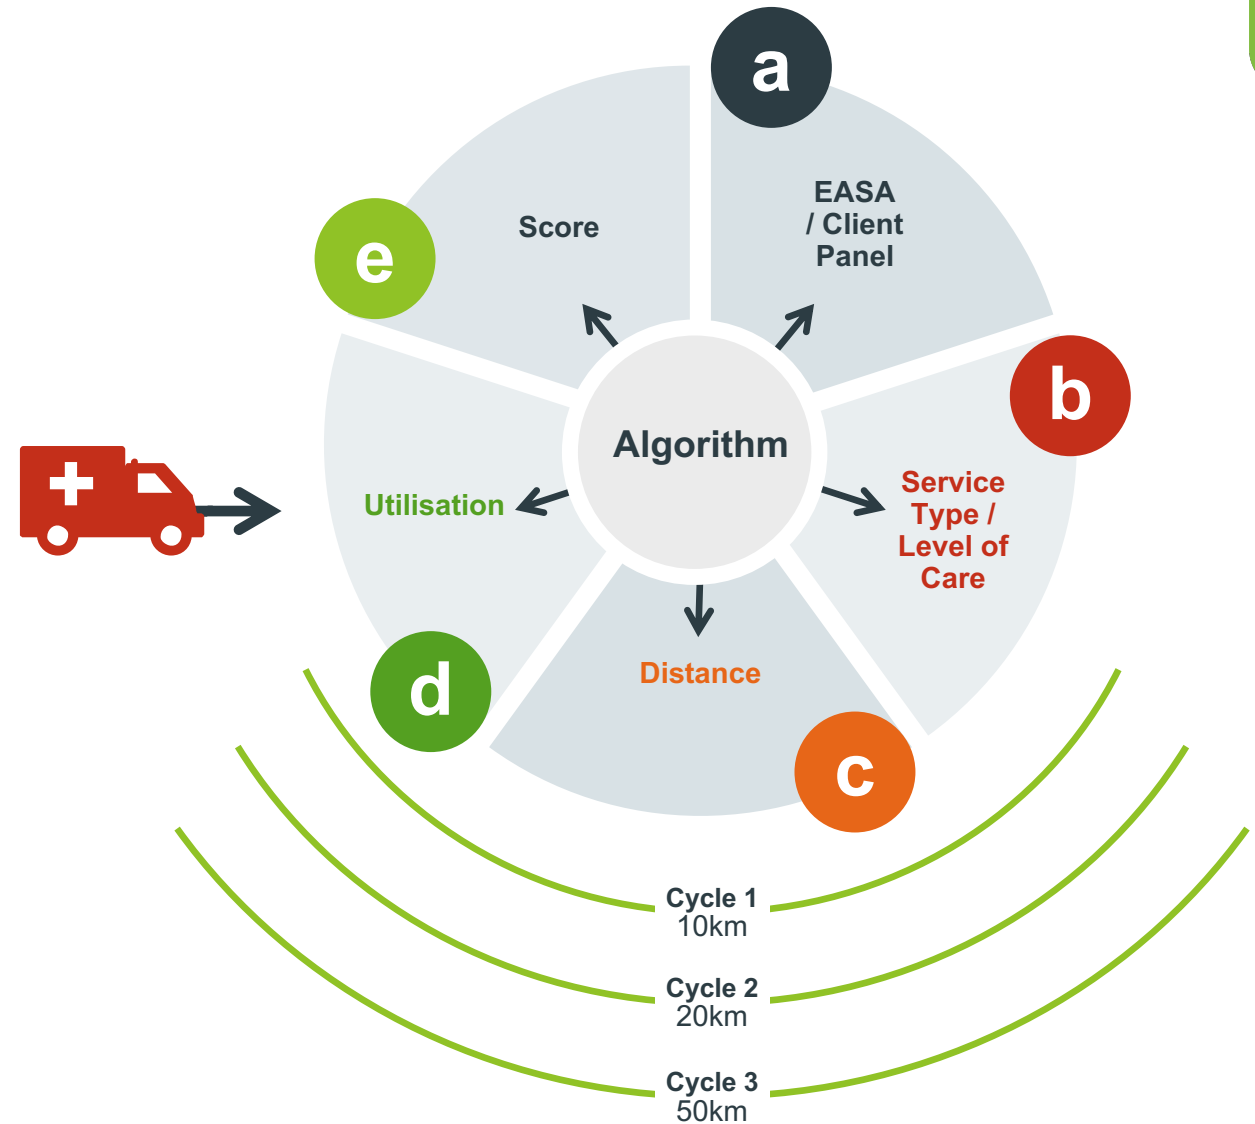 a
EASA
/ Client
Panel
b
Service
Type /
Level of
Care
c
Distance
d
Utilisation
e
Score
Algorithm
Cycle 1
10km
Cycle 2
20km
Cycle 3
50km